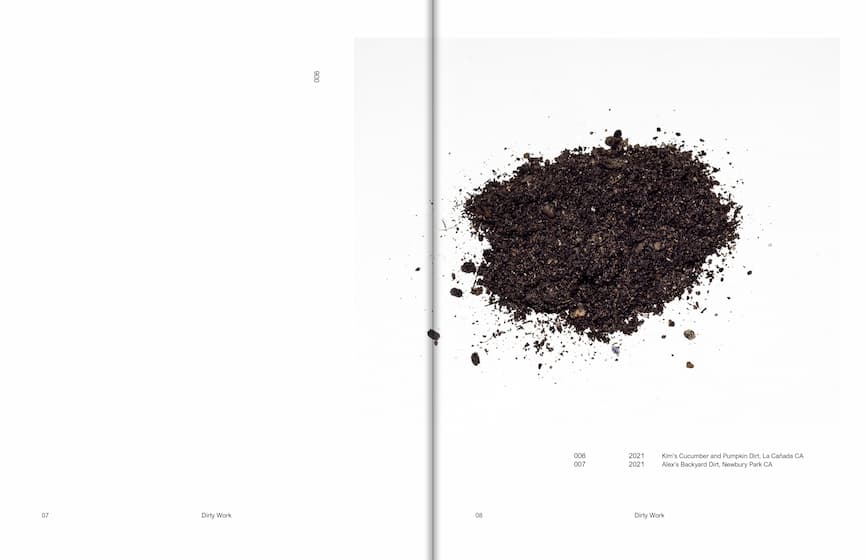 006
006 2021 Kim's Cucumber and Pumpkin Dirt, La Cañada CA
007 2021 Alex's Backyard Dirt, Newbury Park CA
07 Dirty Work
08 Dirty Work